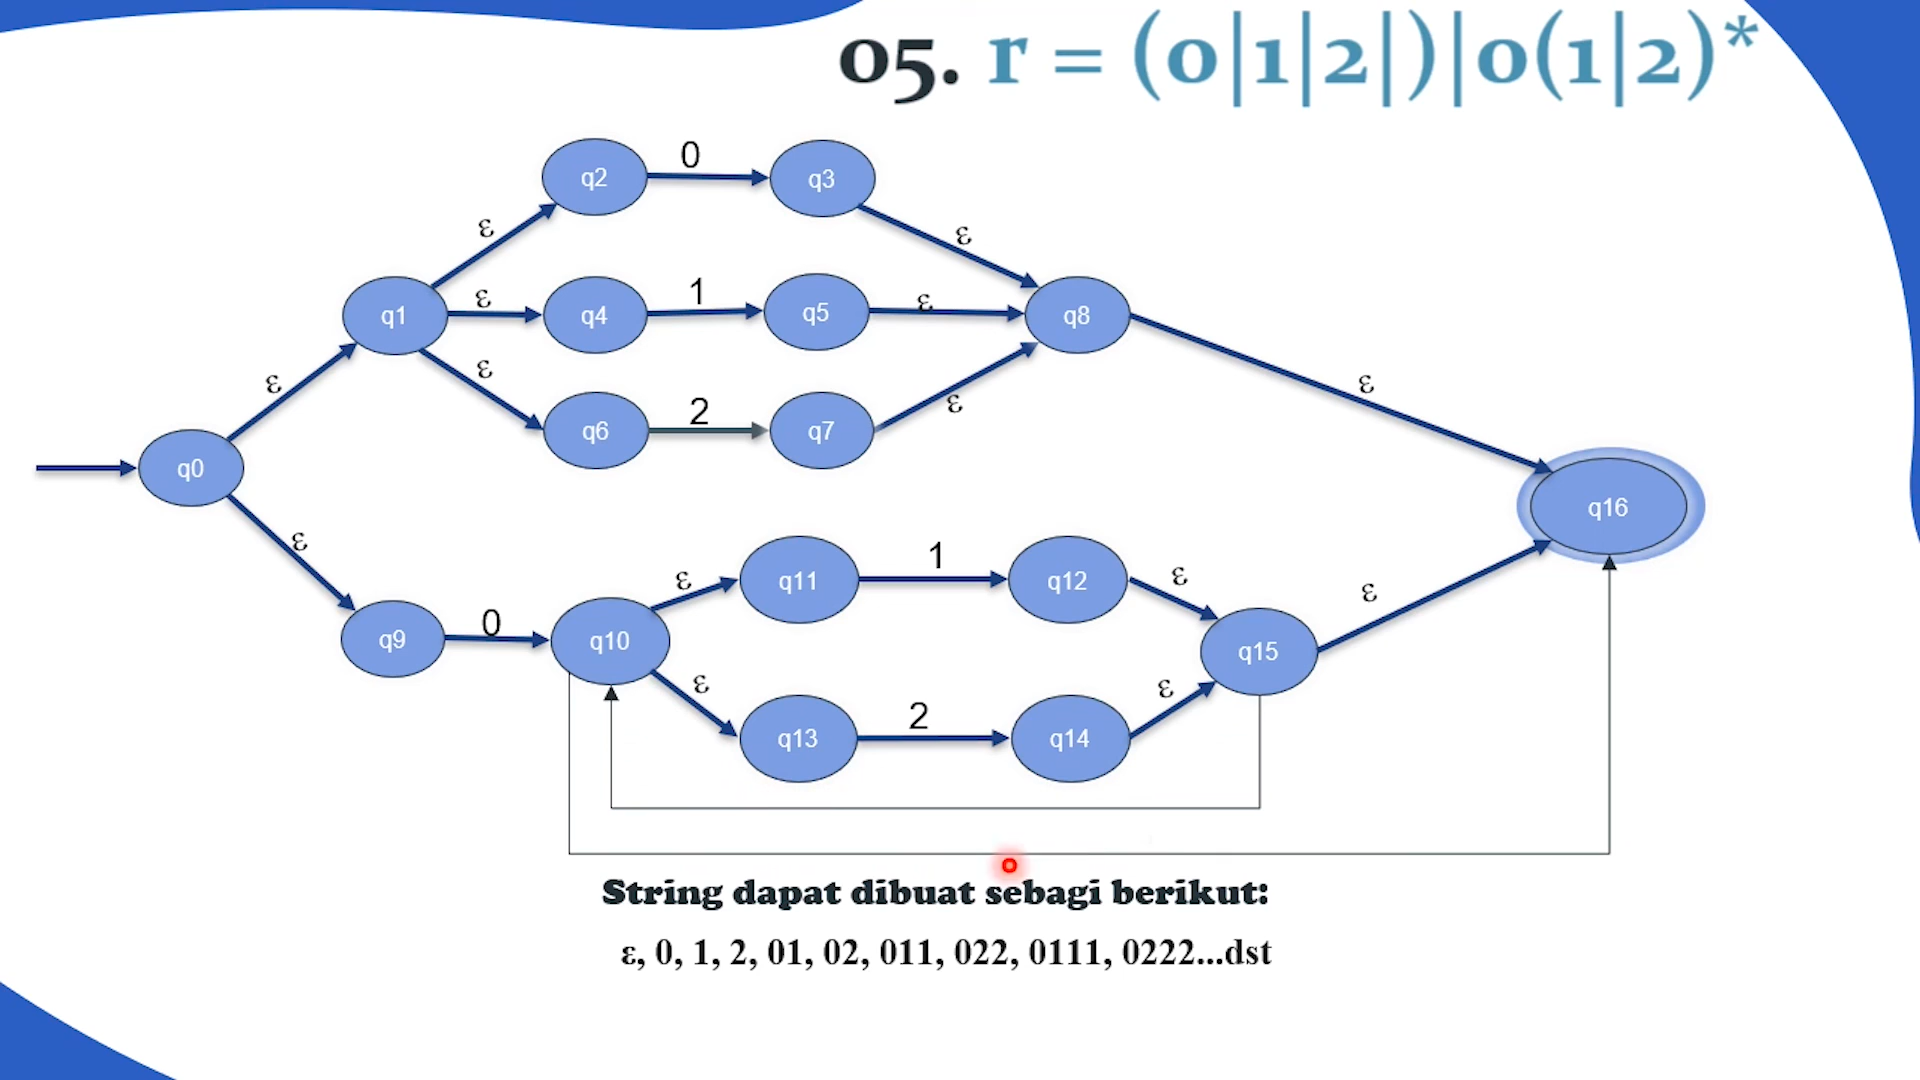 05. r = (0|1|2|)|0(1|2)*
0
q2
q3
ε
ε
1
q1
ε
q4
q5
ε
q8
ε
ε
2
ε
ε
q6
q7
q0
q16
ε
1
q11
q12
ε
ε
ε
0
q9
q10
q15
ε
2
ε
q13
q14
String dapat dibuat sebagi berikut:
ε, 0, 1, 2, 01, 02, 011, 022, 0111, 0222...dst